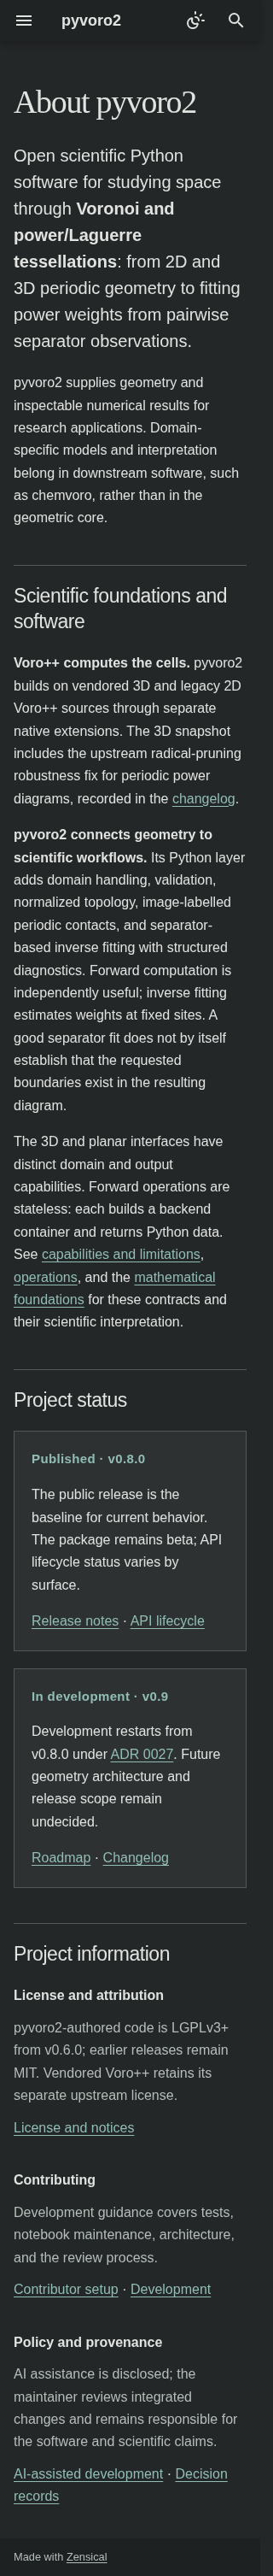 pyvoro2
About pyvoro2
Open scientific Python
software for studying space
through Voronoi and
power/Laguerre
tessellations: from 2D and
3D periodic geometry to fitting
power weights from pairwise
separator observations.
pyvoro2 supplies geometry and
inspectable numerical results for
research applications. Domain-
specific models and interpretation
belong in downstream software, such
as chemvoro, rather than in the
geometric core.
Scientific foundations and
software
Voro++ computes the cells. pyvoro2
builds on vendored 3D and legacy 2D
Voro++ sources through separate
native extensions. The 3D snapshot
includes the upstream radical-pruning
robustness fix for periodic power
diagrams, recorded in the changelog.
pyvoro2 connects geometry to
scientific workflows. Its Python layer
adds domain handling, validation,
normalized topology, image-labelled
periodic contacts, and separator-
based inverse fitting with structured
diagnostics. Forward computation is
independently useful; inverse fitting
estimates weights at fixed sites. A
good separator fit does not by itself
establish that the requested
boundaries exist in the resulting
diagram.
The 3D and planar interfaces have
distinct domain and output
capabilities. Forward operations are
stateless: each builds a backend
container and returns Python data.
See capabilities and limitations,
operations, and the mathematical
foundations for these contracts and
their scientific interpretation.
Project status
Published · v0.8.0
The public release is the
baseline for current behavior.
The package remains beta; API
lifecycle status varies by
surface.
Release notes · API lifecycle
In development · v0.9
Development restarts from
v0.8.0 under ADR 0027. Future
geometry architecture and
release scope remain
undecided.
Roadmap · Changelog
Project information
License and attribution
pyvoro2-authored code is LGPLv3+
from v0.6.0; earlier releases remain
MIT. Vendored Voro++ retains its
separate upstream license.
License and notices
Contributing
Development guidance covers tests,
notebook maintenance, architecture,
and the review process.
Contributor setup · Development
Policy and provenance
AI assistance is disclosed; the
maintainer reviews integrated
changes and remains responsible for
the software and scientific claims.
AI-assisted development · Decision
records
Made with Zensical